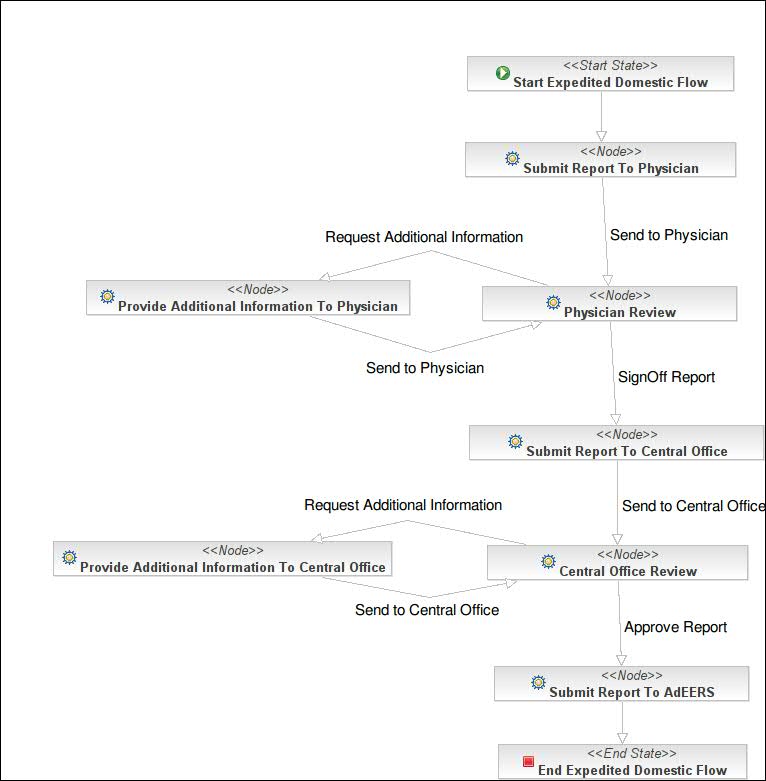 <<Start State>>
Start Expedited Domestic Flow
<<Node>>
Submit Report To Physician
Send to Physician
Request Additional Information
<<Node>>
Provide Additional Information To Physician
<<Node>>
Physician Review
Send to Physician
SignOff Report
<<Node>>
Submit Report To Central Office
Request Additional Information
Send to Central Office
<<Node>>
Provide Additional Information To Central Office
<<Node>>
Central Office Review
Send to Central Office
Approve Report
<<Node>>
Submit Report To AdEERS
<<End State>>
End Expedited Domestic Flow